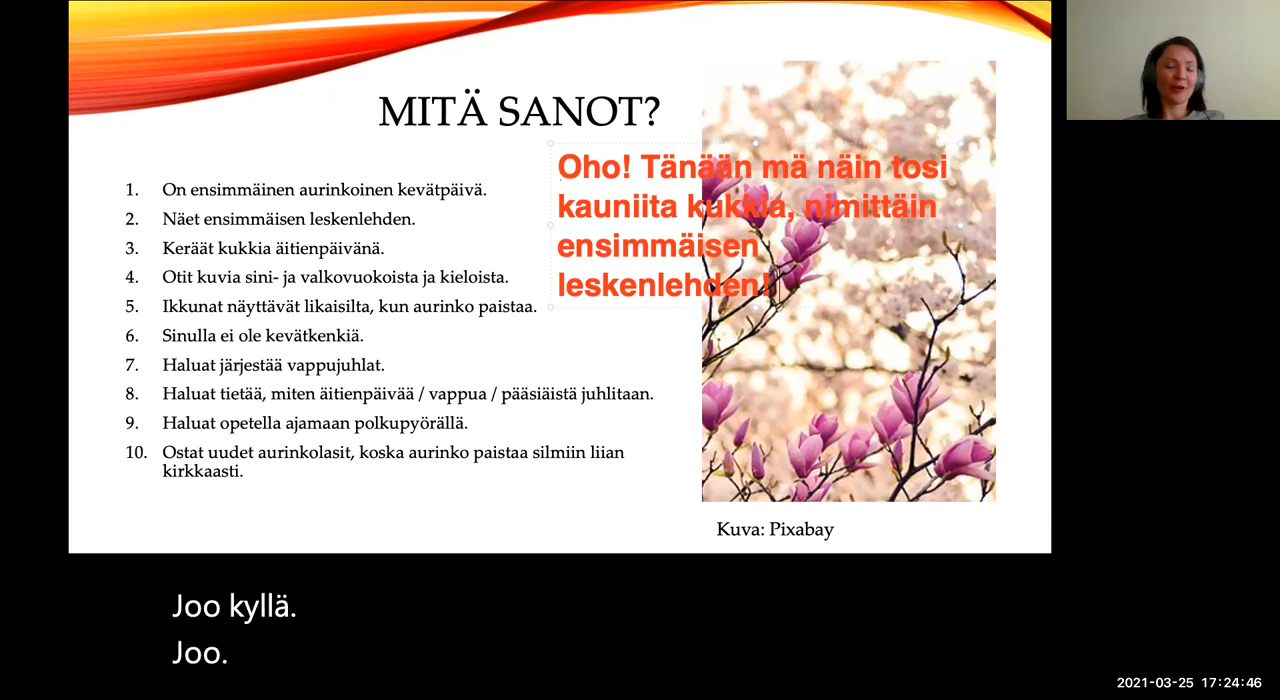 MITÄ SANOT?
Oho! Tänään mä näin tosi
kauniita kukkia, nimittäin
ensimmäisen
leskenlehden!
1. On ensimmäinen aurinkoinen kevätpäivä.
2. Näet ensimmäisen leskenlehden.
3. Keräät kukkia äitienpäivänä.
4. Otit kuvia sini- ja valkovuokoista ja kieloista.
5. Ikkunat näyttävät likaisilta, kun aurinko paistaa.
6. Sinulla ei ole kevätkenkiä.
7. Haluat järjestää vappujuhlat.
8. Haluat tietää, miten äitienpäivää / vappua / pääsiäistä juhlitaan.
9. Haluat opetella ajamaan polkupyörällä.
10. Ostat uudet aurinkolasit, koska aurinko paistaa silmiin liian
kirkkaasti.
Kuva: Pixabay
Joo kyllä.
Joo.
2021-03-25 17:24:46